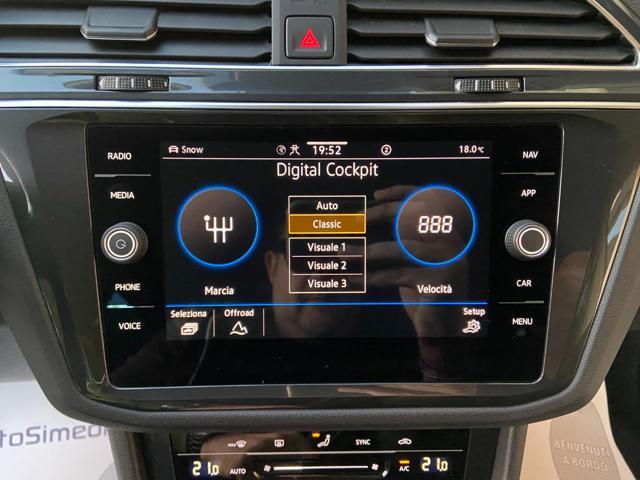 RADIO
MEDIA
PHONE
VOICE
Snow 19:52 2 18.0°C
Digital Cockpit
Auto
Classic
Visuale 1
Visuale 2
Visuale 3
Marcia
888
Velocità
Seleziona
Offroad
Setup
NAV
APP
CAR
MENU
MAX SYNC
21.0 AUTO A/C 21.0
toSimeo
BENVENUTI
A BORDO